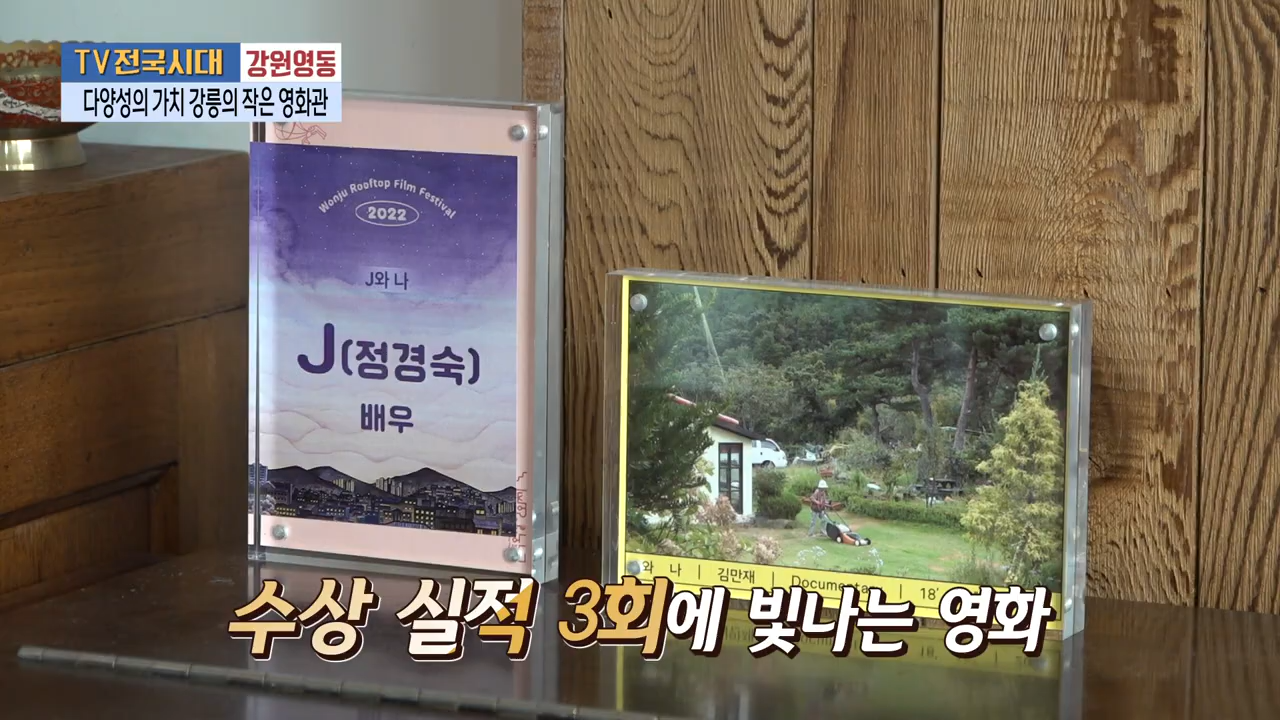 TV전국시대 강원영동
다양성의 가치 강릉의 작은 영화관
Wonju Rooftop Film Festival
2022
J와 나
J(정경숙)
배우
와 나 | 김만재 | Documenta | 18'
수상 실적 3회에 빛나는 영화